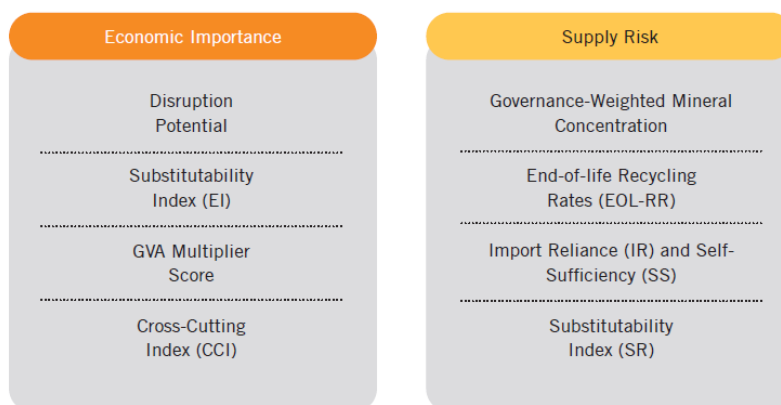 Economic Importance
Disruption
Potential
Substitutability
Index (EI)
GVA Multiplier
Score
Cross-Cutting
Index (CCI)
Supply Risk
Governance-Weighted Mineral
Concentration
End-of-life Recycling
Rates (EOL-RR)
Import Reliance (IR) and Self-
Sufficiency (SS)
Substitutability
Index (SR)